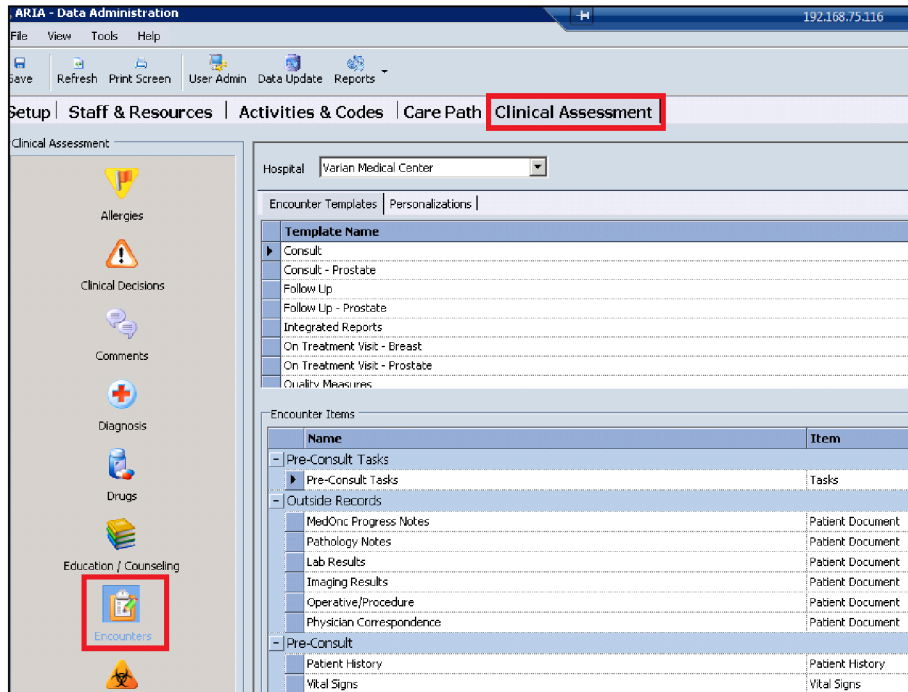 ARIA - Data Administration
192.168.75.116
File View Tools Help
Save Refresh Print Screen User Admin Data Update Reports
Setup Staff & Resources Activities & Codes Care Path Clinical Assessment
Clinical Assessment
Allergies
Clinical Decisions
Comments
Diagnosis
Drugs
Education / Counseling
Encounters
Hospital Varian Medical Center
Encounter Templates Personalizations
Template Name
Consult
Consult - Prostate
Follow Up
Follow Up - Prostate
Integrated Reports
On Treatment Visit - Breast
On Treatment Visit - Prostate
Quality Measures
Encounter Items
Name Item
Pre-Consult Tasks
Pre-Consult Tasks Tasks
Outside Records
MedOnc Progress Notes Patient Document
Pathology Notes Patient Document
Lab Results Patient Document
Imaging Results Patient Document
Operative/Procedure Patient Document
Physician Correspondence Patient Document
Pre-Consult
Patient History Patient History
Vital Signs Vital Signs